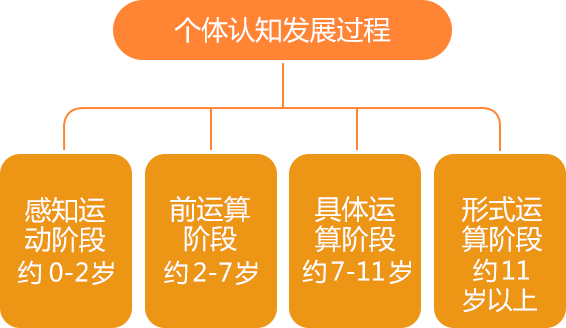 个体认知发展过程
感知运
动阶段
约0-2岁
前运算
阶段
约2-7岁
具体运
算阶段
约7-11岁
形式运
算阶段
约11
岁以上